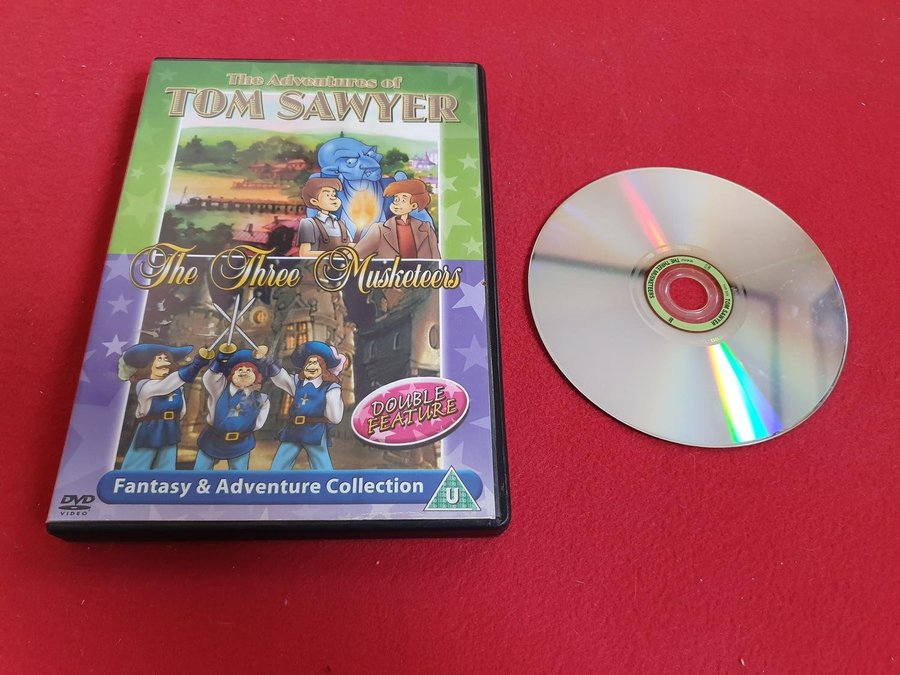 The Adventures of
TOM SAWYER
The Three Musketeers
DOUBLE
FEATURE
Fantasy & Adventure Collection
U
DVD
VIDEO
TOM SAWYER
THE THREE MUSKETEERS